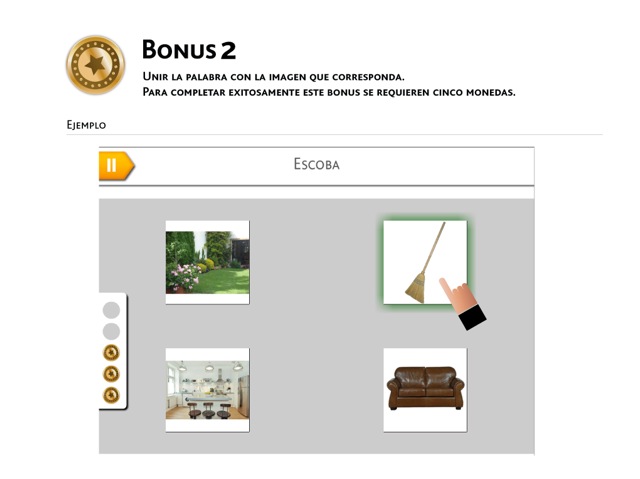 Bonus 2
Unir la palabra con la imagen que corresponda.
Para completar exitosamente este bonus se requieren cinco monedas.
Ejemplo
Escoba